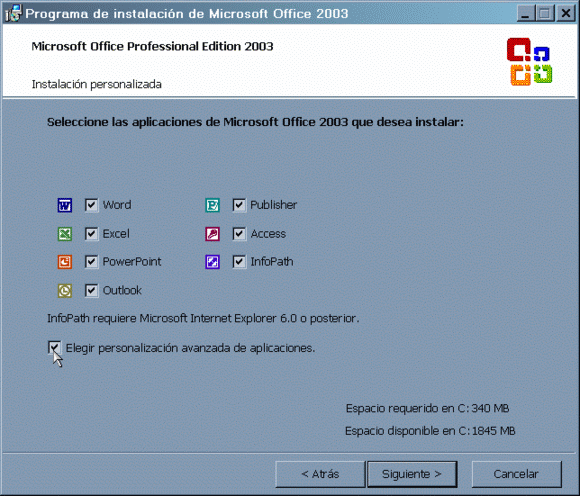 Programa de instalación de Microsoft Office 2003
Microsoft Office Professional Edition 2003
Instalación personalizada
Seleccione las aplicaciones de Microsoft Office 2003 que desea instalar:
Word
Publisher
Excel
Access
PowerPoint
InfoPath
Outlook
InfoPath requiere Microsoft Internet Explorer 6.0 o posterior.
Elegir personalización avanzada de aplicaciones.
Espacio requerido en C: 340 MB
Espacio disponible en C: 1845 MB
< Atrás
Siguiente >
Cancelar